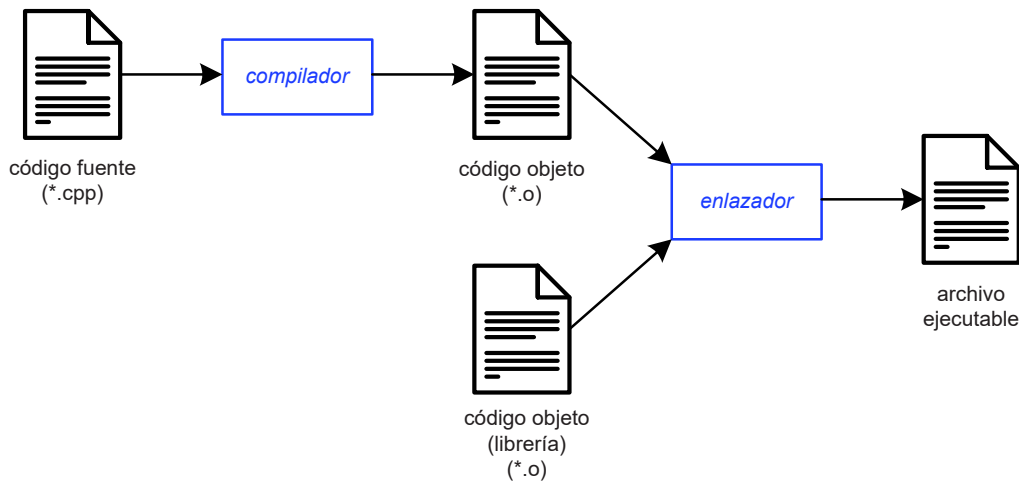 compilador
código fuente
(*.cpp)
código objeto
(*.o)
enlazador
archivo
ejecutable
código objeto
(librería)
(*.o)